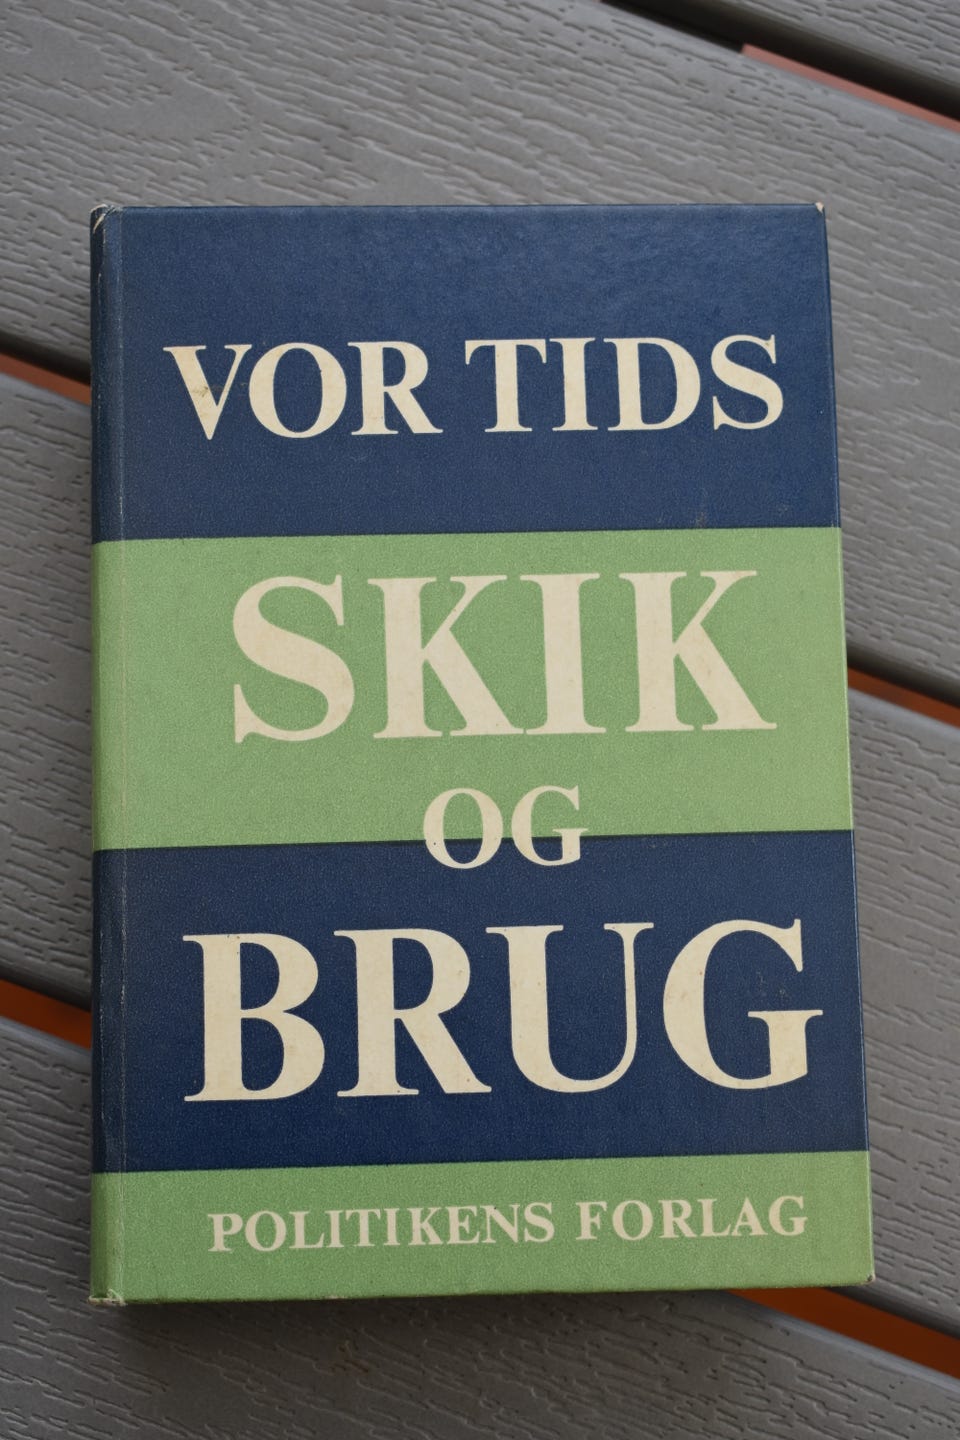 VOR TIDS
SKIK
OG
BRUG
POLITIKENS FORLAG